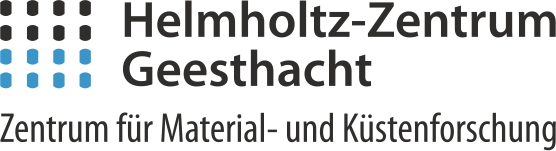 Helmholtz-Zentrum
Geesthacht
Zentrum für Material- und Küstenforschung